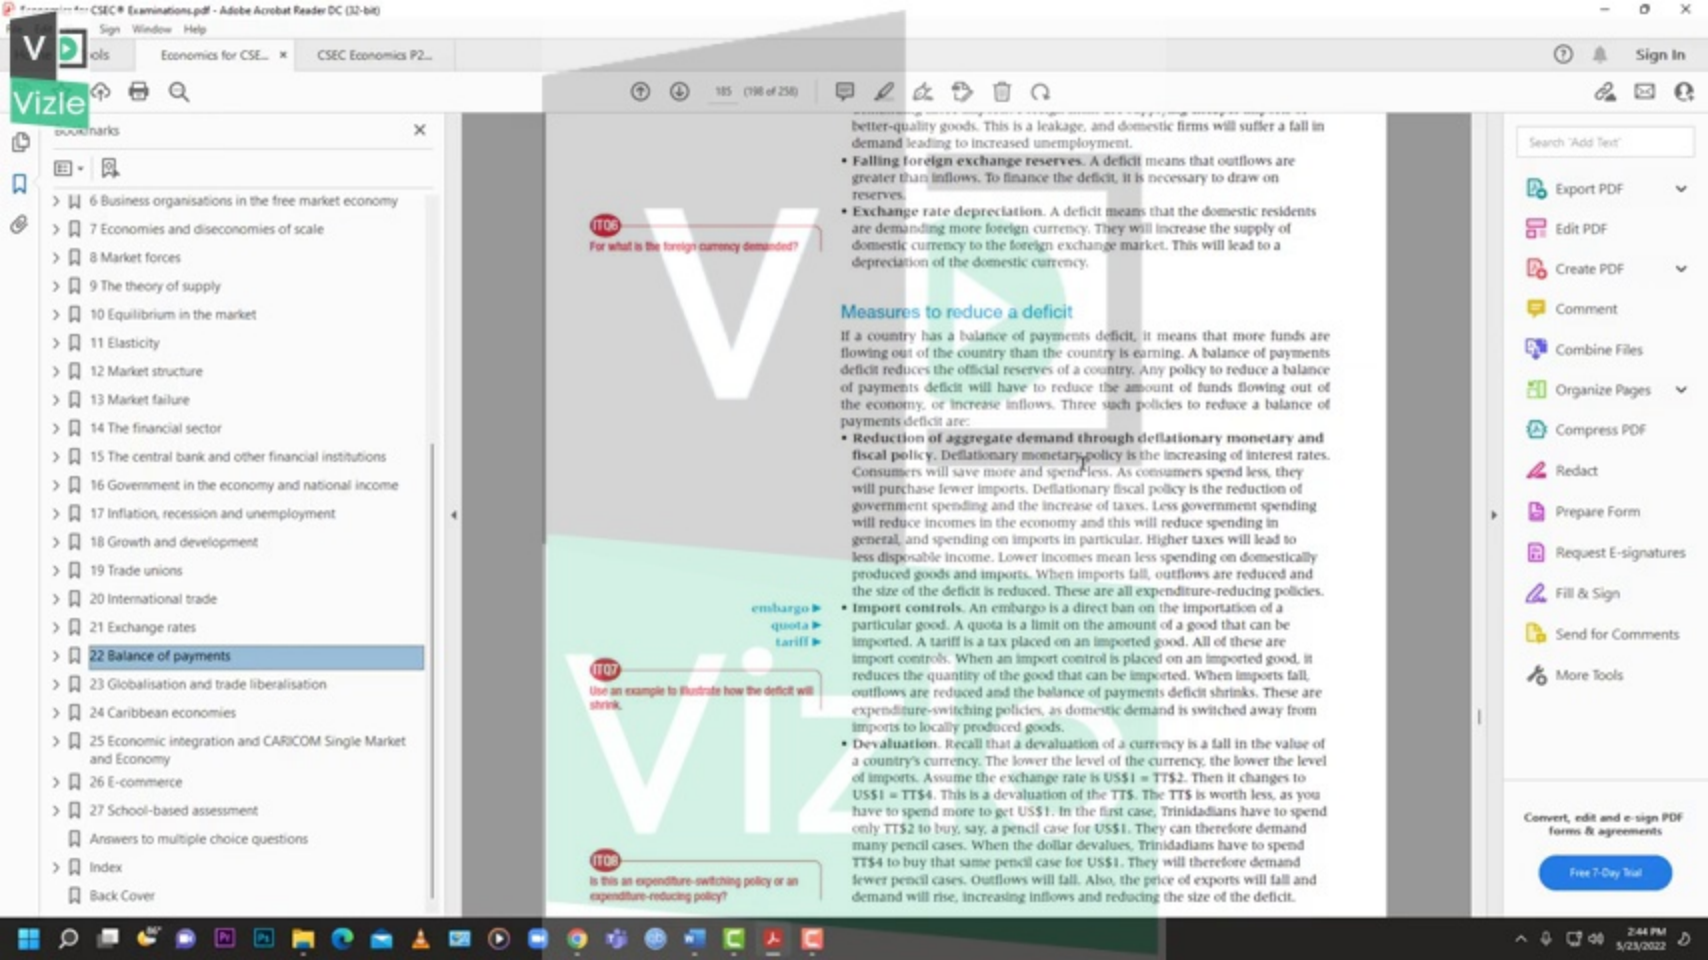 Economics for CSEC® Examinations.pdf - Adobe Acrobat Reader DC (32-bit)
Sign Window Help
Economics for CSE... × CSEC Economics P2...
Sign In
V
Vizle
185 (198 of 258)
Bookmarks
6 Business organisations in the free market economy
7 Economies and diseconomies of scale
8 Market forces
9 The theory of supply
10 Equilibrium in the market
11 Elasticity
12 Market structure
13 Market failure
14 The financial sector
15 The central bank and other financial institutions
16 Government in the economy and national income
17 Inflation, recession and unemployment
18 Growth and development
19 Trade unions
20 International trade
21 Exchange rates
22 Balance of payments
23 Globalisation and trade liberalisation
24 Caribbean economies
25 Economic integration and CARICOM Single Market
and Economy
26 E-commerce
27 School-based assessment
Answers to multiple choice questions
Index
Back Cover
better-quality goods. This is a leakage, and domestic firms will suffer a fall in
demand leading to increased unemployment.
• Falling foreign exchange reserves. A deficit means that outflows are
greater than inflows. To finance the deficit, it is necessary to draw on
reserves.
• Exchange rate depreciation. A deficit means that the domestic residents
are demanding more foreign currency. They will increase the supply of
domestic currency to the foreign exchange market. This will lead to a
depreciation of the domestic currency.
ITQ6
For what is the foreign currency demanded?
Measures to reduce a deficit
If a country has a balance of payments deficit, it means that more funds are
flowing out of the country than the country is earning. A balance of payments
deficit reduces the official reserves of a country. Any policy to reduce a balance
of payments deficit will have to reduce the amount of funds flowing out of
the economy, or increase inflows. Three such policies to reduce a balance of
payments deficit are:
• Reduction of aggregate demand through deflationary monetary and
fiscal policy. Deflationary monetary policy is the increasing of interest rates.
Consumers will save more and spend less. As consumers spend less, they
will purchase fewer imports. Deflationary fiscal policy is the reduction of
government spending and the increase of taxes. Less government spending
will reduce incomes in the economy and this will reduce spending in
general, and spending on imports in particular. Higher taxes will lead to
less disposable income. Lower incomes mean less spending on domestically
produced goods and imports. When imports fall, outflows are reduced and
the size of the deficit is reduced. These are all expenditure-reducing policies.
embargo ▶
quota ▶
tariff ▶
• Import controls. An embargo is a direct ban on the importation of a
particular good. A quota is a limit on the amount of a good that can be
imported. A tariff is a tax placed on an imported good. All of these are
import controls. When an import control is placed on an imported good, it
reduces the quantity of the good that can be imported. When imports fall,
outflows are reduced and the balance of payments deficit shrinks. These are
expenditure-switching policies, as domestic demand is switched away from
imports to locally produced goods.
ITQ7
Use an example to illustrate how the deficit will
shrink.
• Devaluation. Recall that a devaluation of a currency is a fall in the value of
a country's currency. The lower the level of the currency, the lower the level
of imports. Assume the exchange rate is US$1 = TT$2. Then it changes to
US$1 = TT$4. This is a devaluation of the TT$. The TT$ is worth less, as you
have to spend more to get US$1. In the first case, Trinidadians have to spend
only TT$2 to buy, say, a pencil case for US$1. They can therefore demand
many pencil cases. When the dollar devalues, Trinidadians have to spend
TT$4 to buy that same pencil case for US$1. They will therefore demand
fewer pencil cases. Outflows will fall. Also, the price of exports will fall and
demand will rise, increasing inflows and reducing the size of the deficit.
ITQ8
Is this an expenditure-switching policy or an
expenditure-reducing policy?
V
Vizle
Search 'Add Text'
Export PDF
Edit PDF
Create PDF
Comment
Combine Files
Organize Pages
Compress PDF
Redact
Prepare Form
Request E-signatures
Fill & Sign
Send for Comments
More Tools
Convert, edit and e-sign PDF
forms & agreements
Free 7-Day Trial
2:44 PM
5/23/2022